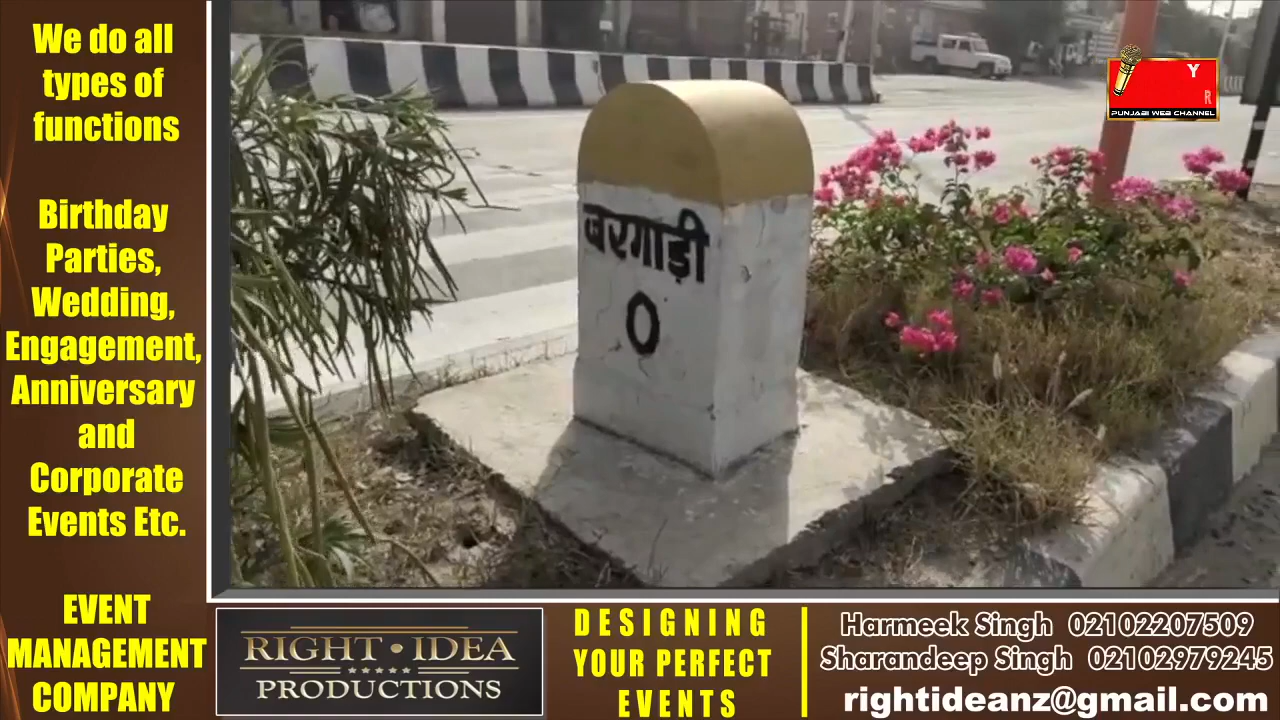 We do all
types of
functions
Birthday
Parties,
Wedding,
Engagement,
Anniversary
and
Corporate
Events Etc.
EVENT
MANAGEMENT
COMPANY
बरगाड़ी
0
Y
R
PUNJABI WEB CHANNEL
RIGHT • IDEA
PRODUCTIONS
DESIGNING
YOUR PERFECT
EVENTS
Harmeek Singh 02102207509
Sharandeep Singh 02102979245
rightideanz@gmail.com